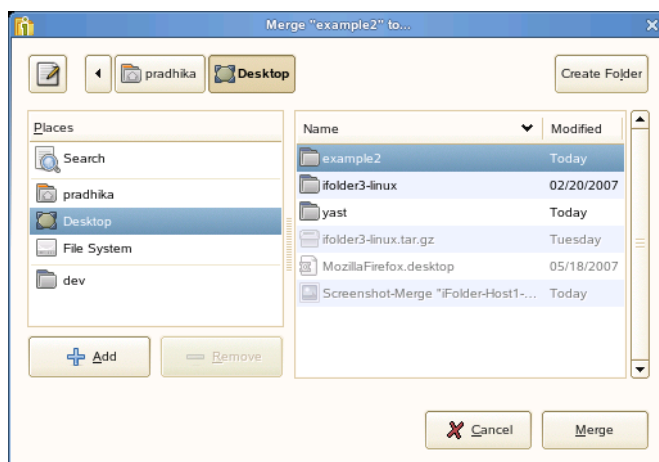 Merge "example2" to...
pradhika
Desktop
Create Folder
Places
Search
pradhika
Desktop
File System
dev
Add
Remove
Name Modified
example2 Today
ifolder3-linux 02/20/2007
yast Today
ifolder3-linux.tar.gz Tuesday
MozillaFirefox.desktop 05/18/2007
Screenshot-Merge "iFolder-Host1-... Today
Cancel
Merge